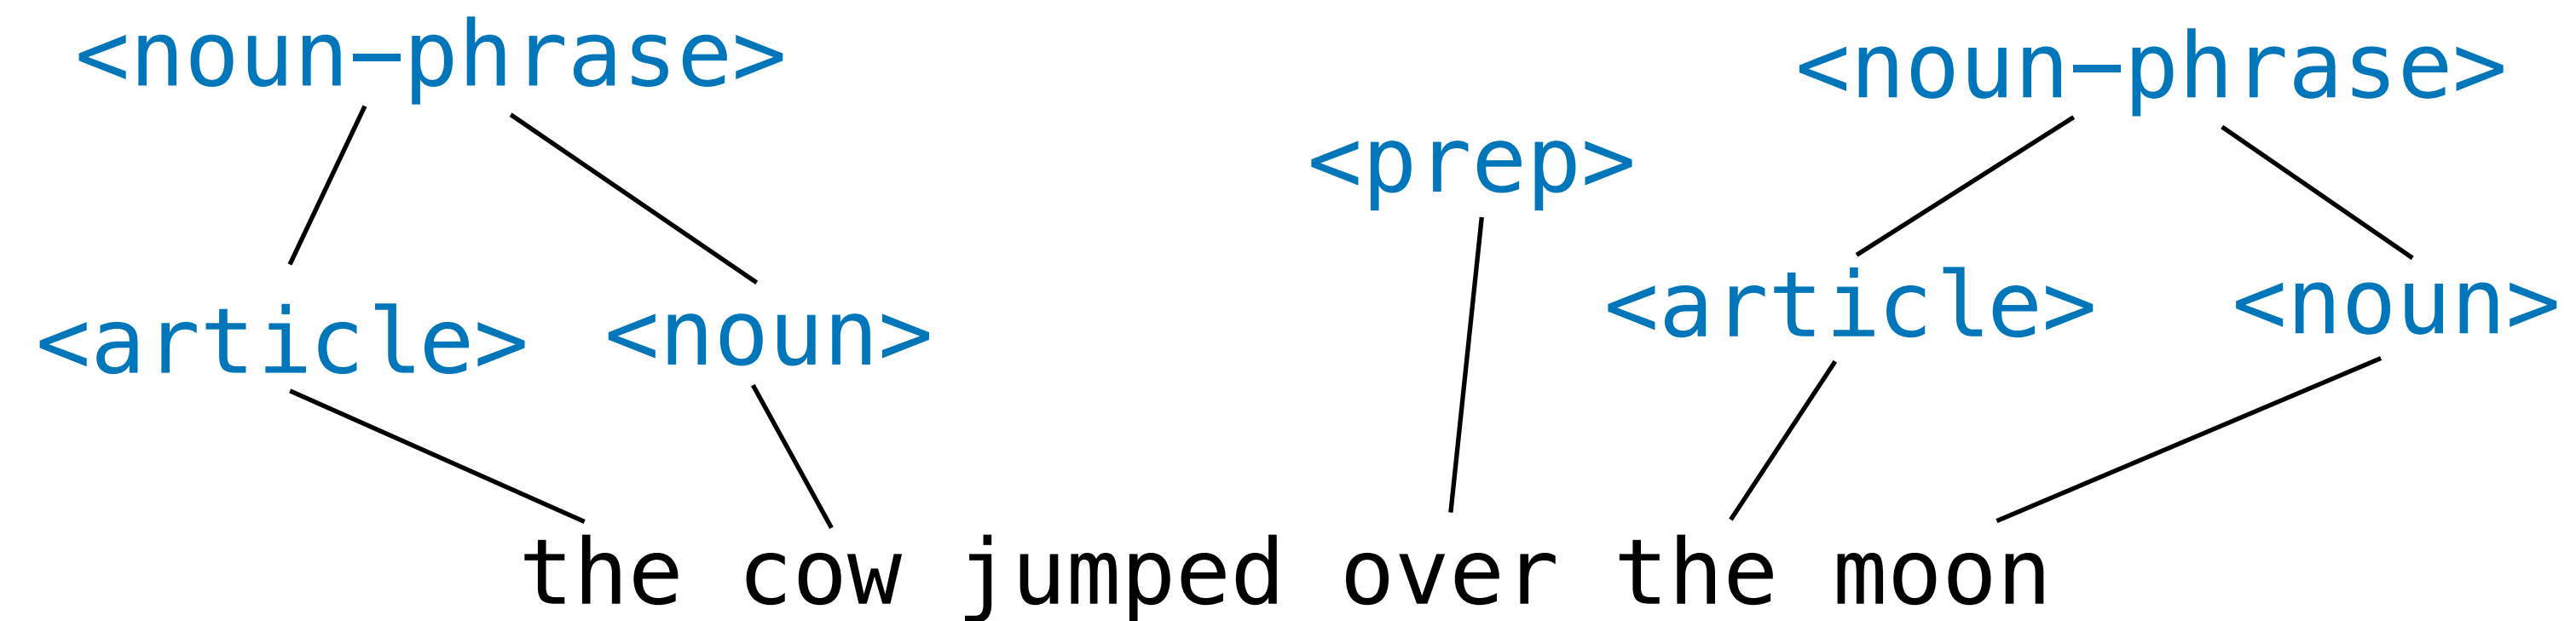 <noun-phrase> <noun-phrase>
<prep>
<article> <noun> <article> <noun>
the cow jumped over the moon